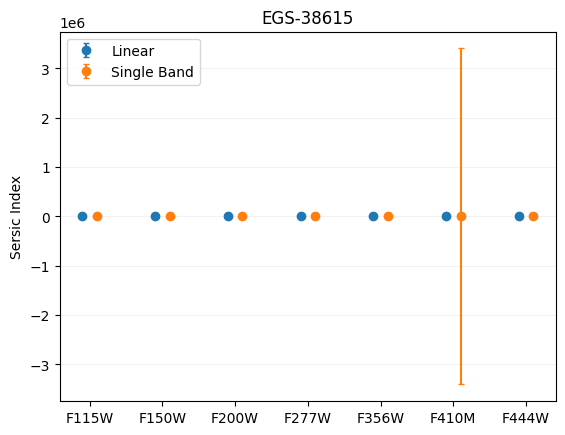 EGS-38615
1e6
Linear
Single Band
3
2
1
0
−1
−2
−3
Sersic Index
F115W F150W F200W F277W F356W F410M F444W